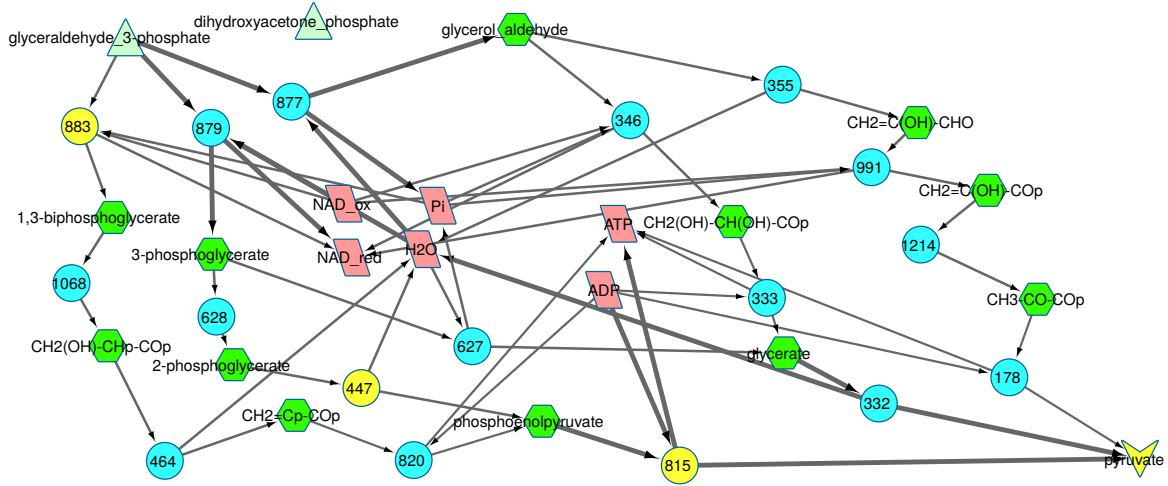 dihydroxyacetone_phosphate
glycerol_aldehyde
glyceraldehyde_3-phosphate
355
877
346
CH2=C(OH)-CHO
883
879
991
CH2=C(OH)-COp
NAD_ox
Pi
1,3-biphosphoglycerate
ATP
CH2(OH)-CH(OH)-COp
1214
3-phosphoglycerate
NAD_red
H2O
1068
ADP
333
CH3-CO-COp
628
CH2(OH)-CHp-COp
627
glycerate
2-phosphoglycerate
178
447
332
CH2=Cp-COp
phosphoenolpyruvate
464
820
815
pyruvate